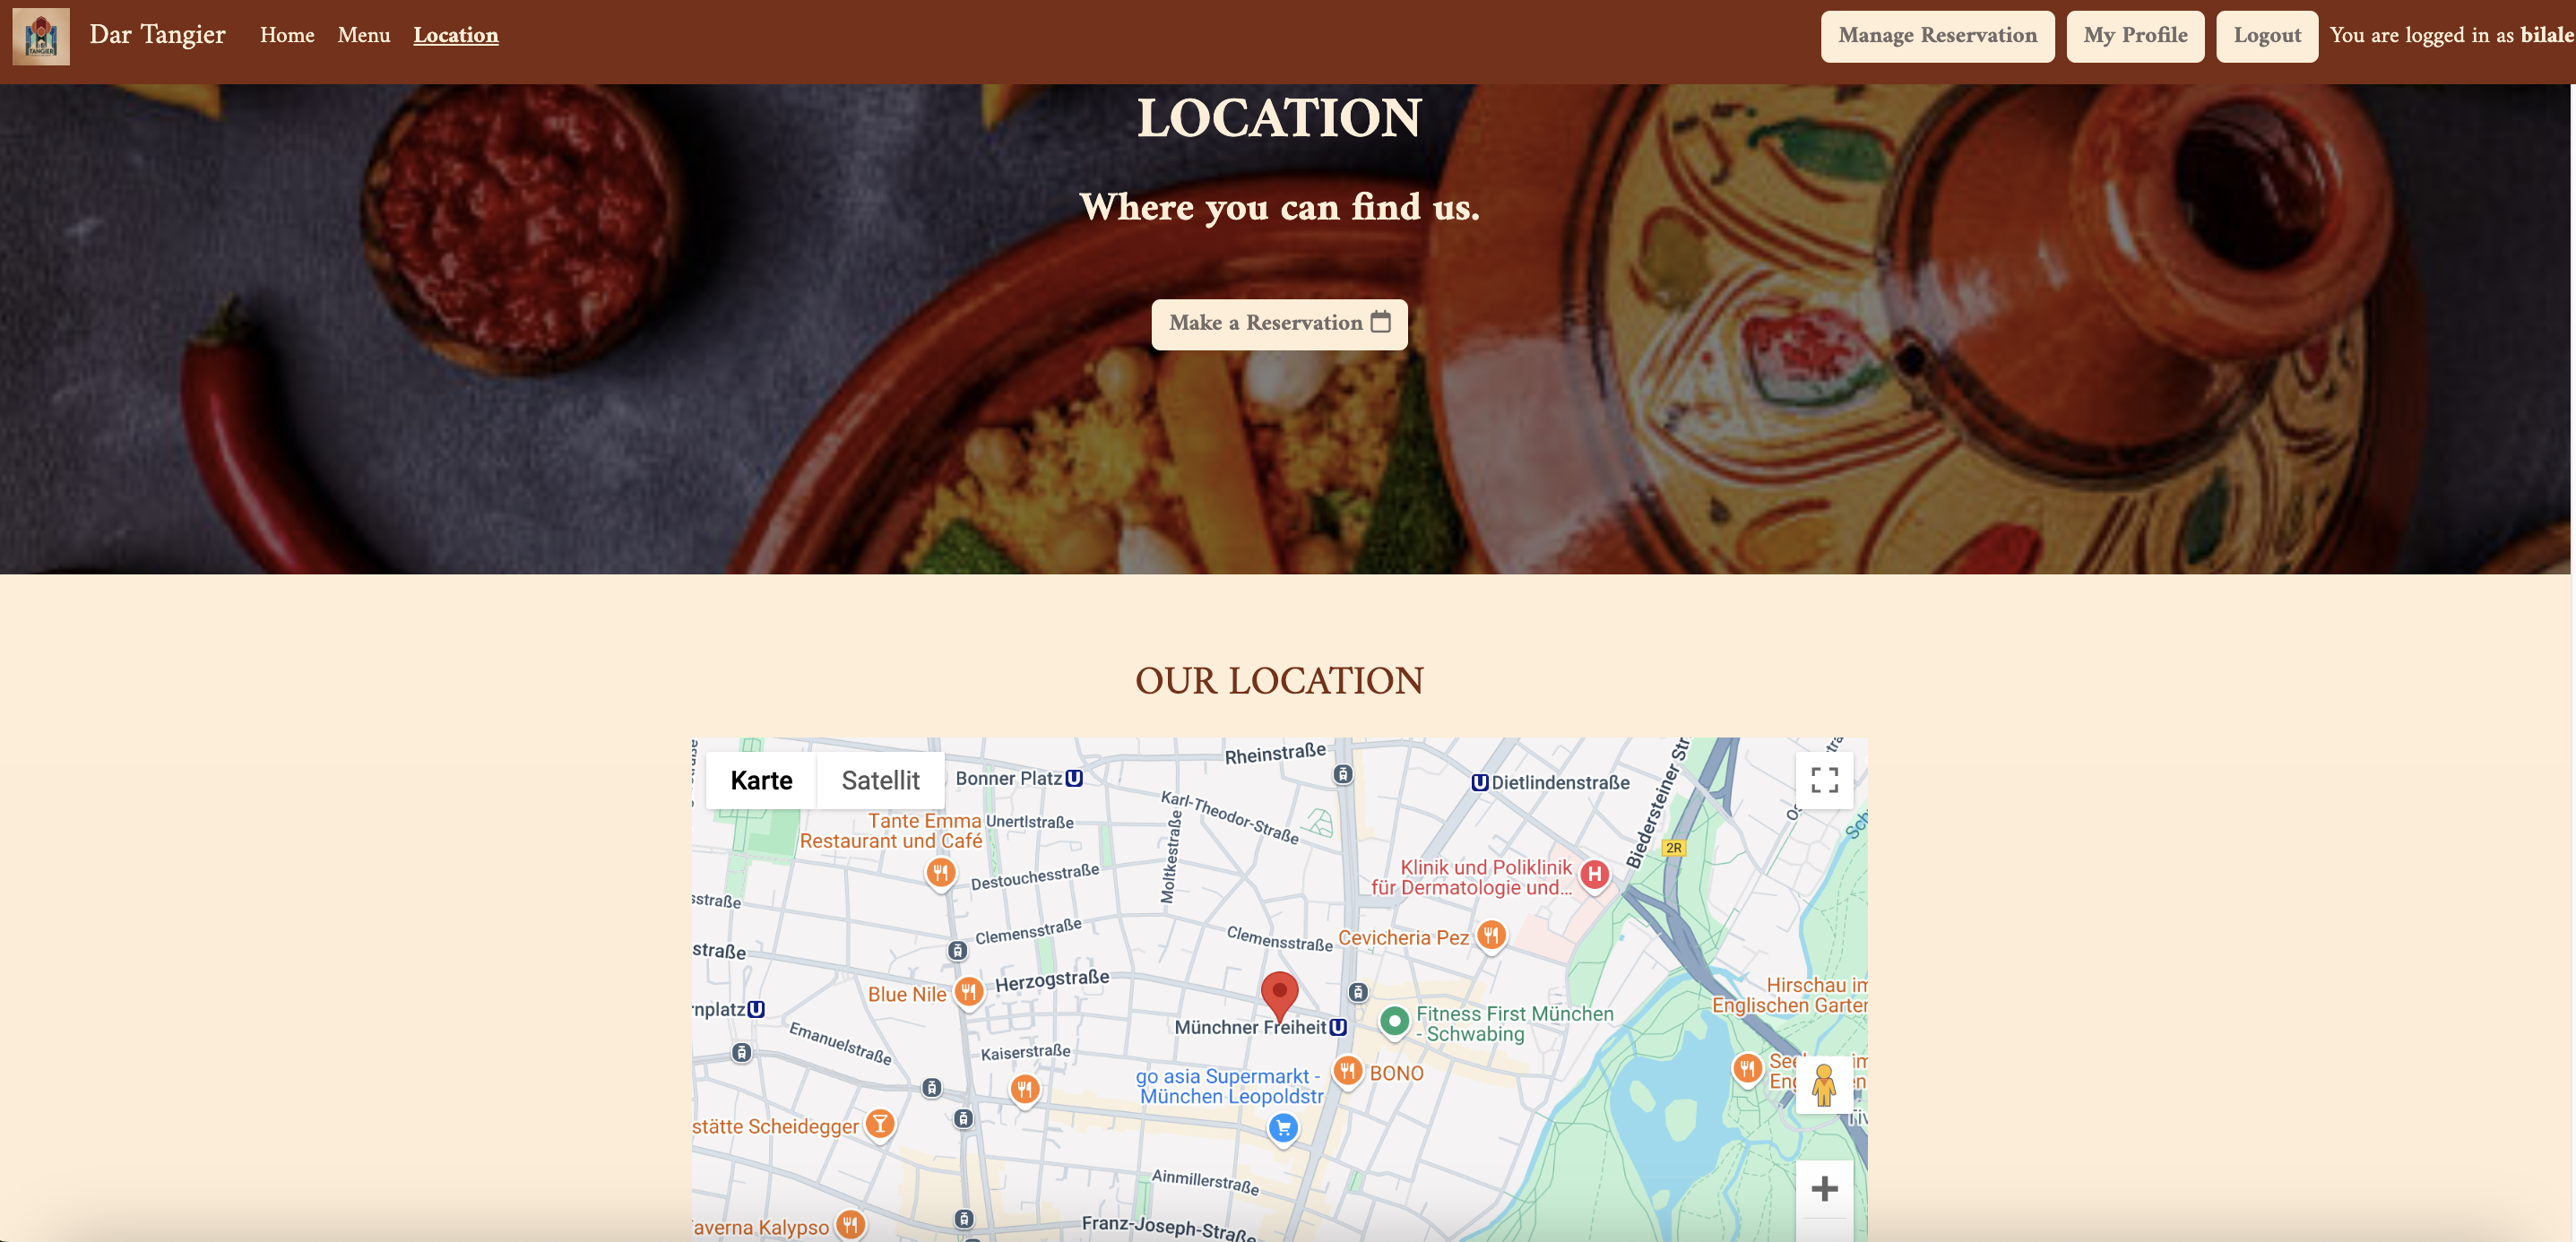 TANGIER
Dar Tangier
Home
Menu
Location
Manage Reservation
My Profile
Logout
You are logged in as bilale
LOCATION
Where you can find us.
Make a Reservation
OUR LOCATION
Karte
Satellit
Bonner Platz U
Rheinstraße
U Dietlindenstraße
Biedersteiner Str
Karl-Theodor-Straße
Tante Emma
Restaurant und Café
Unertlstraße
Moltkestraße
2R
Klinik und Poliklinik
für Dermatologie und...
H
Destouchesstraße
sstraße
Clemensstraße
Clemensstraße
Cevicheria Pez
straße
Herzogstraße
Blue Nile
Hirschau im
Englischen Garten
nplatz U
Münchner Freiheit U
Fitness First München
- Schwabing
Emanuelstraße
Kaiserstraße
go asia Supermarkt -
München Leopoldstr
BONO
stätte Scheidegger
Ainmillerstraße
Taverna Kalypso
Franz-Joseph-Straße